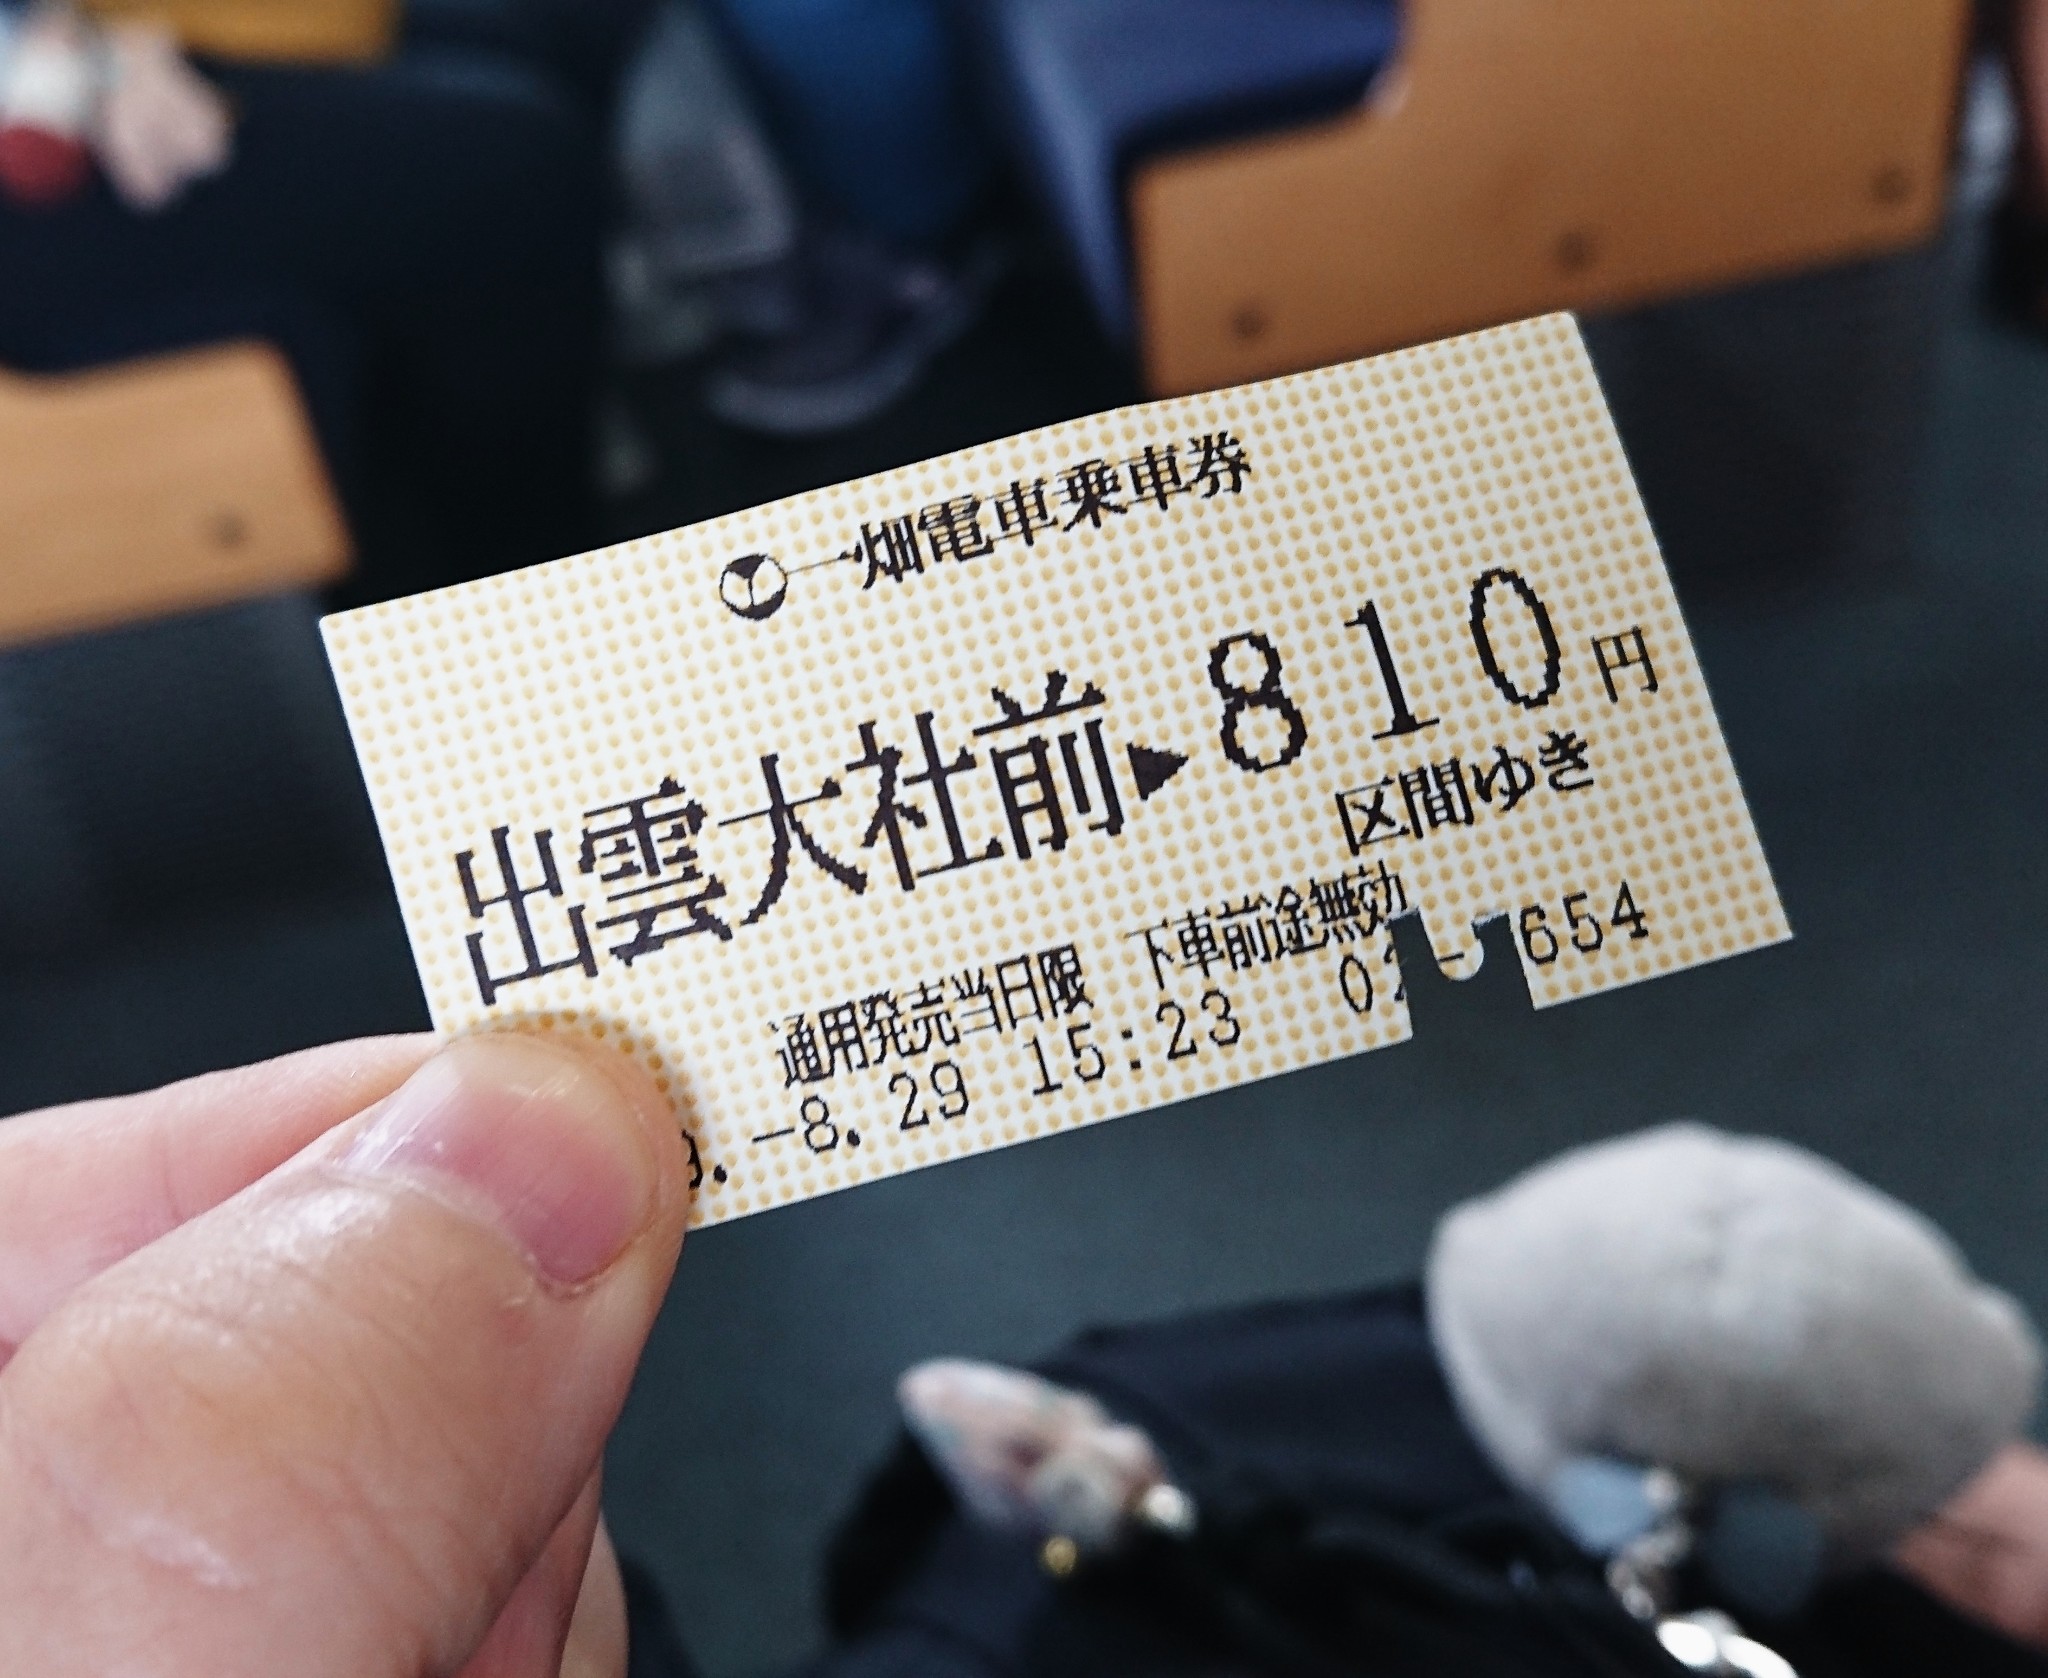 一畑電車乗車券
出雲大社前▶810円
区間ゆき
通用発売当日限 下車前途無効
9.-8.29 15:23 02- 654